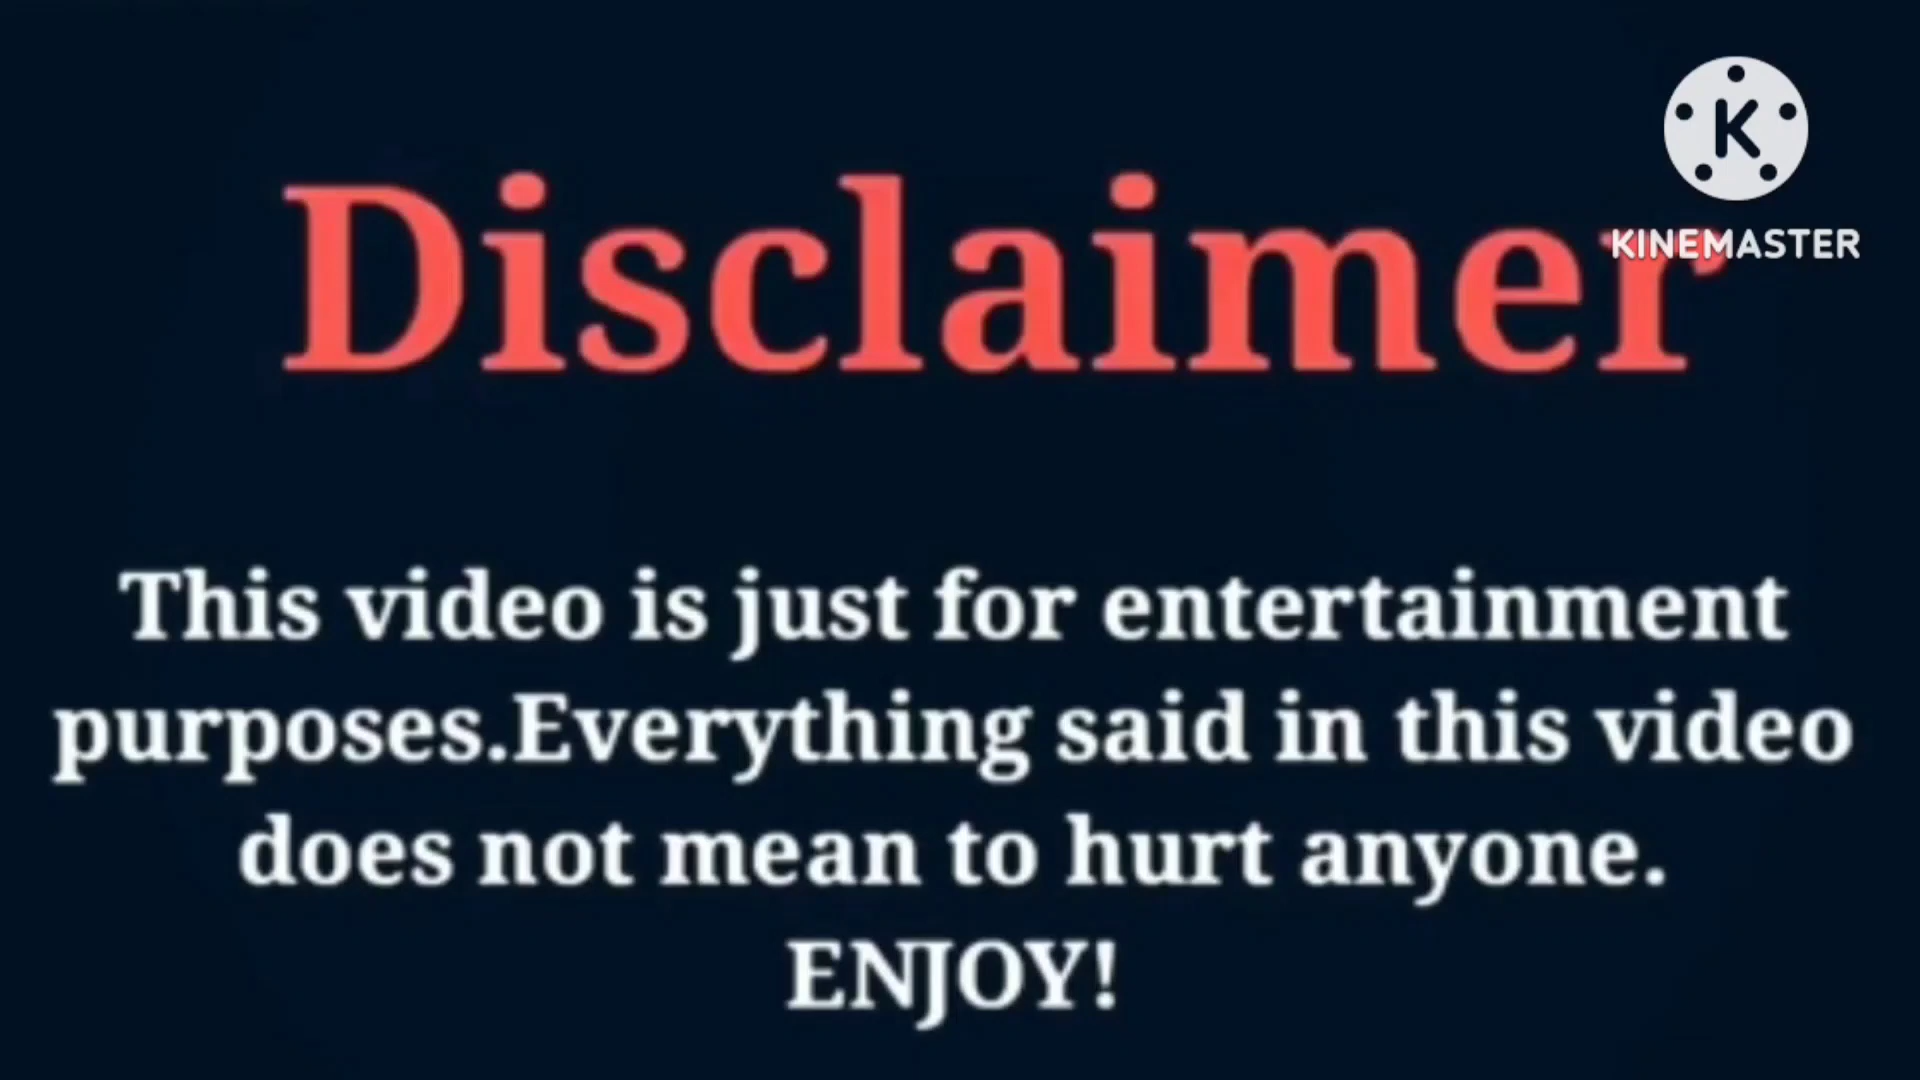 K
KINEMASTER
Disclaimer
This video is just for entertainment
purposes.Everything said in this video
does not mean to hurt anyone.
ENJOY!